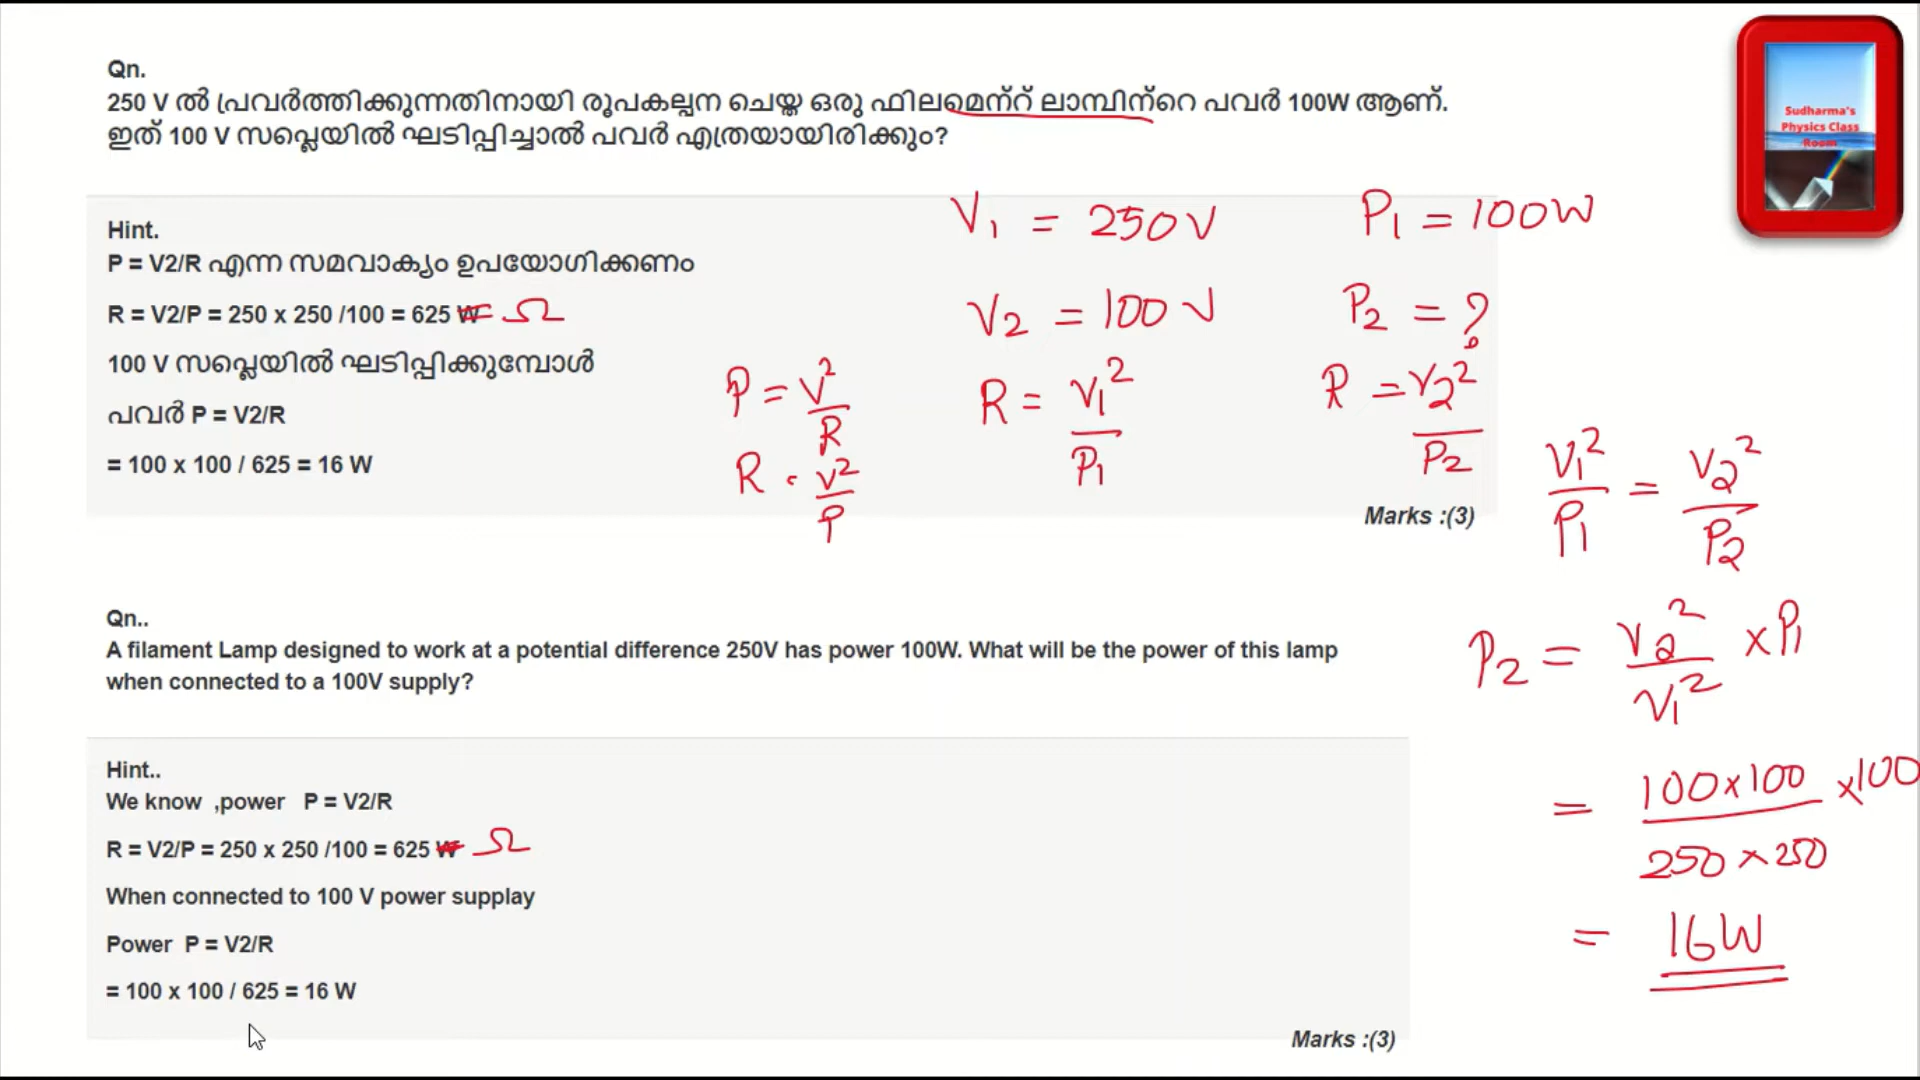 Qn.
250 V ൽ പ്രവർത്തിക്കുന്നതിനായി രൂപകല്പന ചെയ്ത ഒരു ഫിലമെന്റ് ലാമ്പിന്റെ പവർ 100W ആണ്.
ഇത് 100 V സപ്ലെയിൽ ഘടിപ്പിച്ചാൽ പവർ എത്രയായിരിക്കും?
Sudharma's
Physics Class
Room
Hint.
P = V2/R എന്ന സമവാക്യം ഉപയോഗിക്കണം
R = V2/P = 250 x 250 /100 = 625 W Ω
100 V സപ്ലെയിൽ ഘടിപ്പിക്കുമ്പോൾ
പവർ P = V2/R
= 100 x 100 / 625 = 16 W
V₁ = 250V P₁ = 100W
V₂ = 100V P₂ = ?
P = V²/R
R = V²/P
R = V₁²/P₁
R = V₂²/P₂
Marks :(3)
V₁²/P₁ = V₂²/P₂
P₂ = V₂²/V₁² × P₁
= 100×100/250×250 ×100
= 16W
Qn..
A filament Lamp designed to work at a potential difference 250V has power 100W. What will be the power of this lamp
when connected to a 100V supply?
Hint..
We know ,power P = V2/R
R = V2/P = 250 x 250 /100 = 625 W Ω
When connected to 100 V power supplay
Power P = V2/R
= 100 x 100 / 625 = 16 W
Marks :(3)